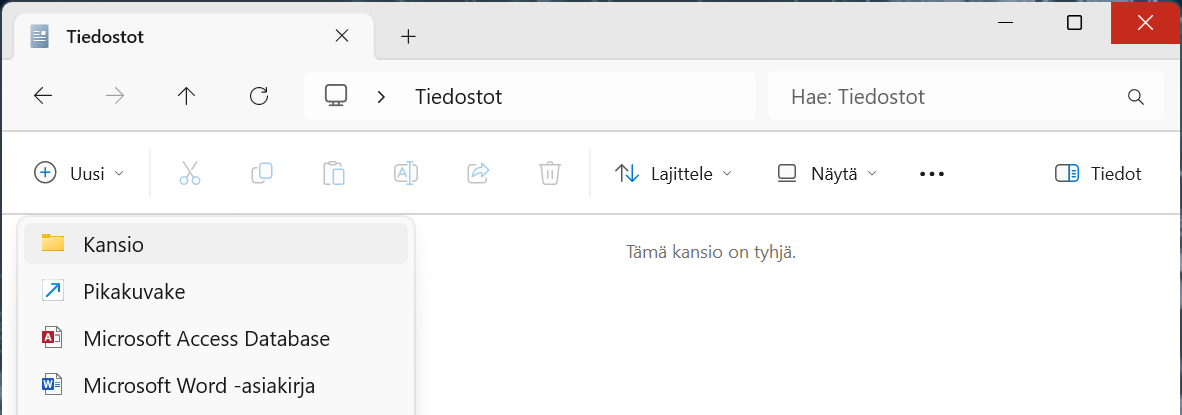 Tiedostot
Tiedostot
Hae: Tiedostot
Uusi
Lajittele
Näytä
Tiedot
Kansio
Tämä kansio on tyhjä.
Pikakuvake
Microsoft Access Database
Microsoft Word -asiakirja